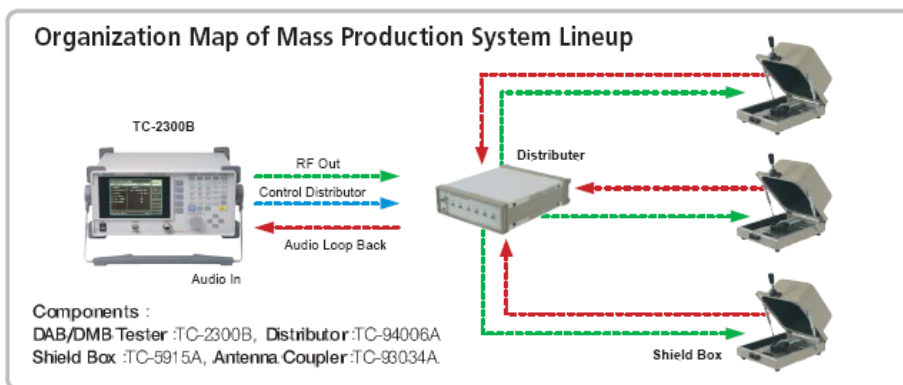 Organization Map of Mass Production System Lineup
TC-2300B
RF Out
Control Distributor
Audio Loop Back
Audio In
Distributer
Shield Box
Components :
DAB/DMB Tester :TC-2300B, Distributor :TC-94006A
Shield Box :TC-5915A, Antenna Coupler :TC-93034A